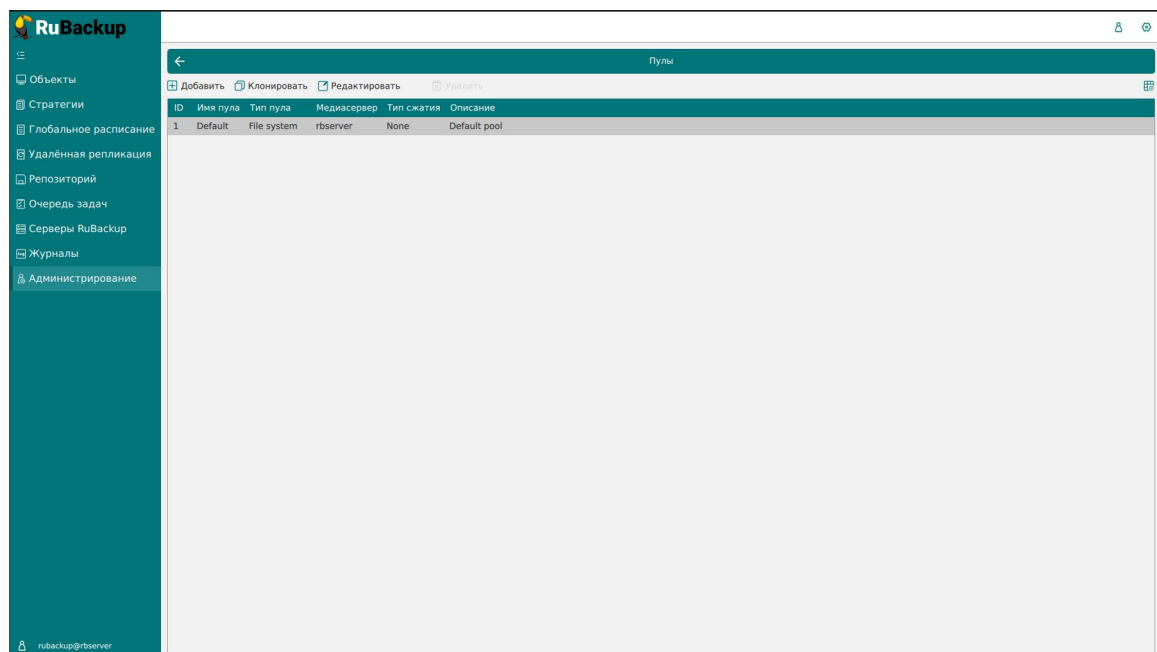 RuBackup
Объекты
Стратегии
Глобальное расписание
Удалённая репликация
Репозиторий
Очередь задач
Серверы RuBackup
Журналы
Администрирование
rubackup@rbserver
Пулы
Добавить Клонировать Редактировать Удалить
ID Имя пула Тип пула Медиасервер Тип сжатия Описание
1 Default File system rbserver None Default pool